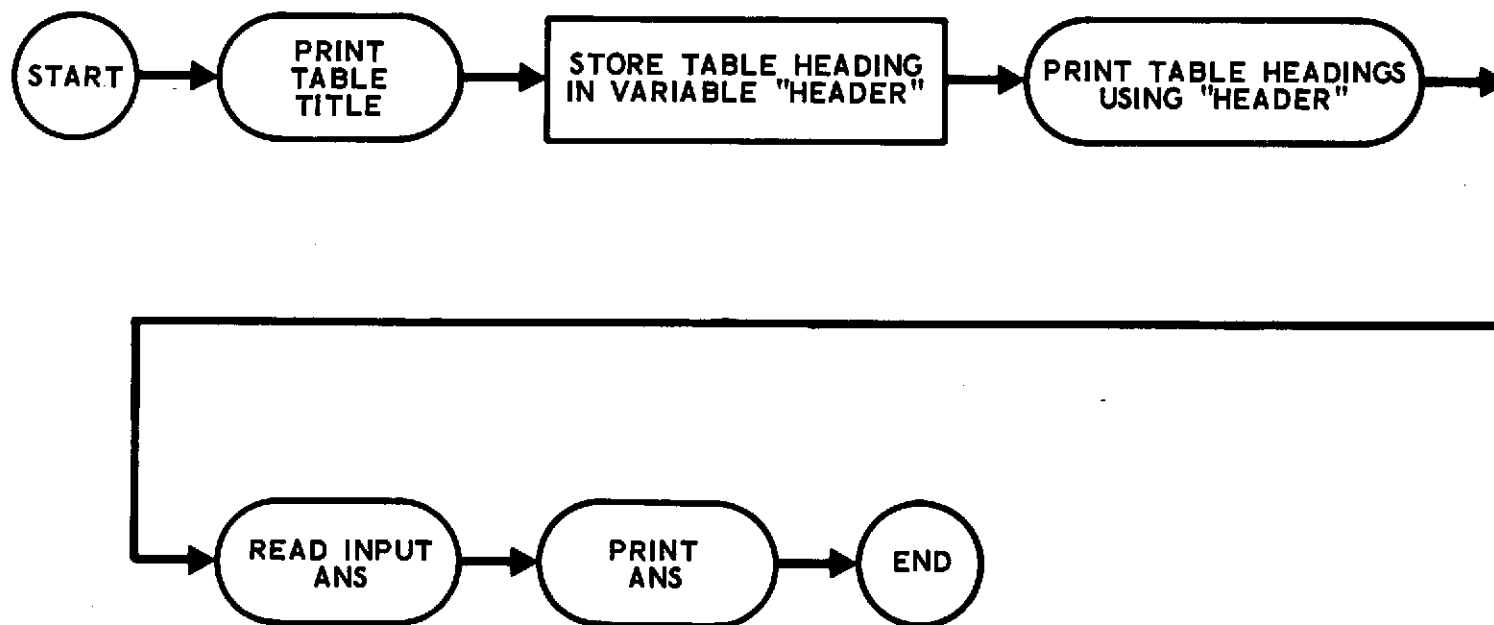 START
PRINT
TABLE
TITLE
STORE TABLE HEADING
IN VARIABLE "HEADER"
PRINT TABLE HEADINGS
USING "HEADER"
READ INPUT
ANS
PRINT
ANS
END